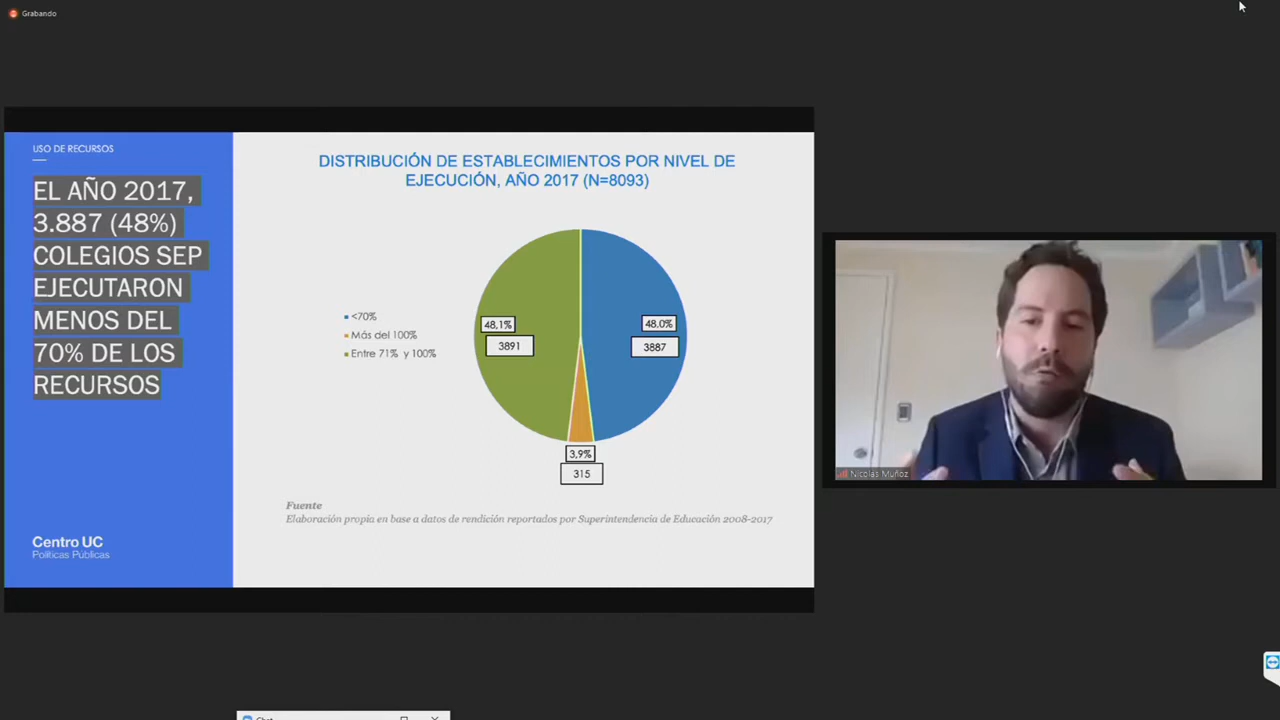 Grabando
USO DE RECURSOS
EL AÑO 2017,
3.887 (48%)
COLEGIOS SEP
EJECUTARON
MENOS DEL
70% DE LOS
RECURSOS
Centro UC
Políticas Públicas
DISTRIBUCIÓN DE ESTABLECIMIENTOS POR NIVEL DE
EJECUCIÓN, AÑO 2017 (N=8093)
<70%
Más del 100%
Entre 71% y 100%
48,1%
3891
48,0%
3887
3,9%
315
Fuente
Elaboración propia en base a datos de rendición reportados por Superintendencia de Educación 2008-2017
Nicolas Muñoz